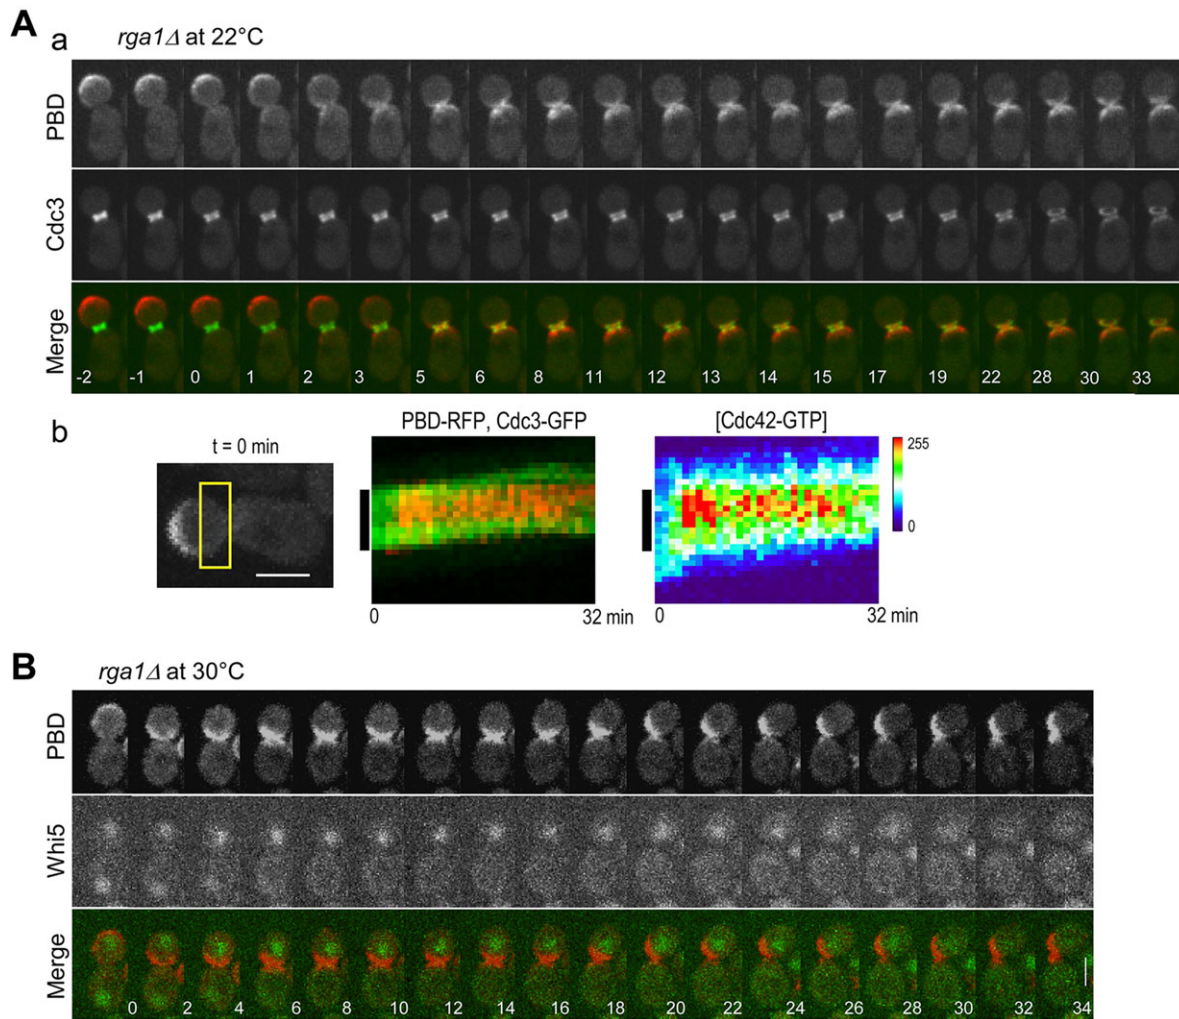 A
rga1Δ at 22°C
a
PBD
Cdc3
Merge
-2 -1 0 1 2 3 5 6 8 11 12 13 14 15 17 19 22 28 30 33
b
t = 0 min
PBD-RFP, Cdc3-GFP
[Cdc42-GTP]
255
0
0 32 min
0 32 min
B
rga1Δ at 30°C
PBD
Whi5
Merge
0 2 4 6 8 10 12 14 16 18 20 22 24 26 28 30 32 34